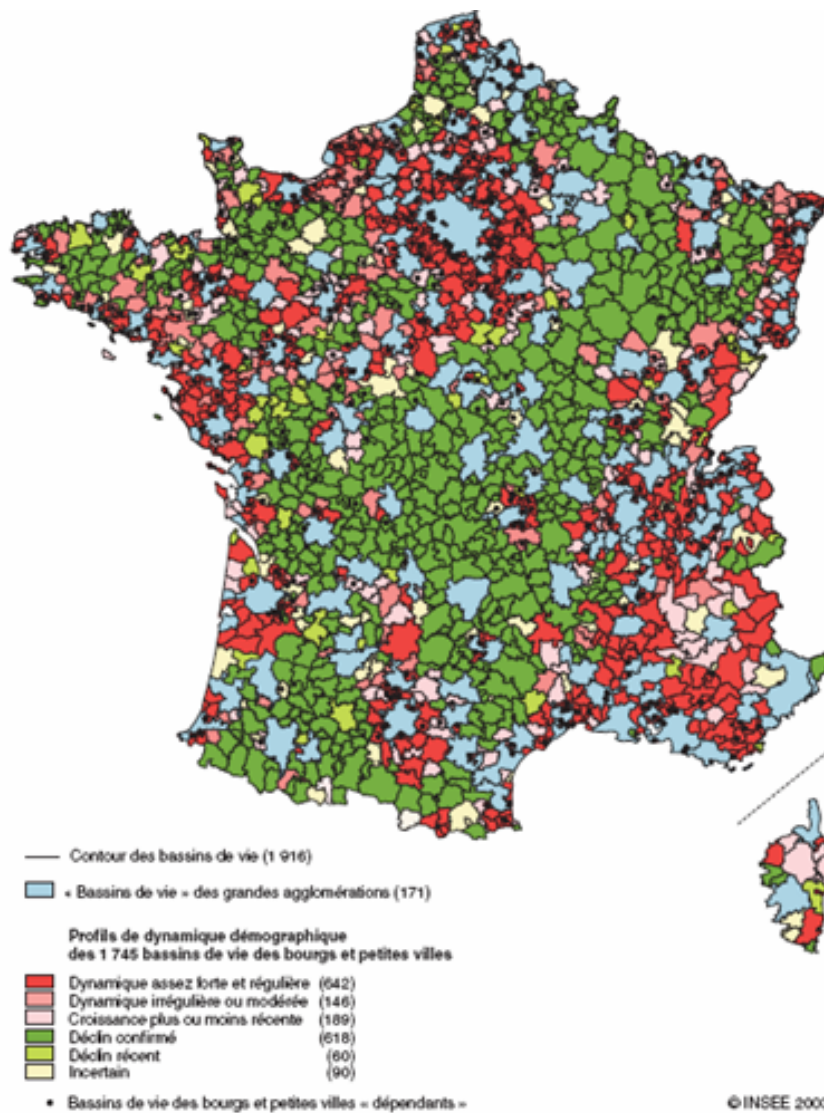 Contour des bassins de vie (1 916)
« Bassins de vie » des grandes agglomérations (171)
Profils de dynamique démographique
des 1 745 bassins de vie des bourgs et petites villes
Dynamique assez forte et régulière (642)
Dynamique irrégulière ou modérée (146)
Croissance plus ou moins récente (189)
Déclin confirmé (618)
Déclin récent (60)
Incertain (90)
• Bassins de vie des bourgs et petites villes « dépendants »
© INSEE